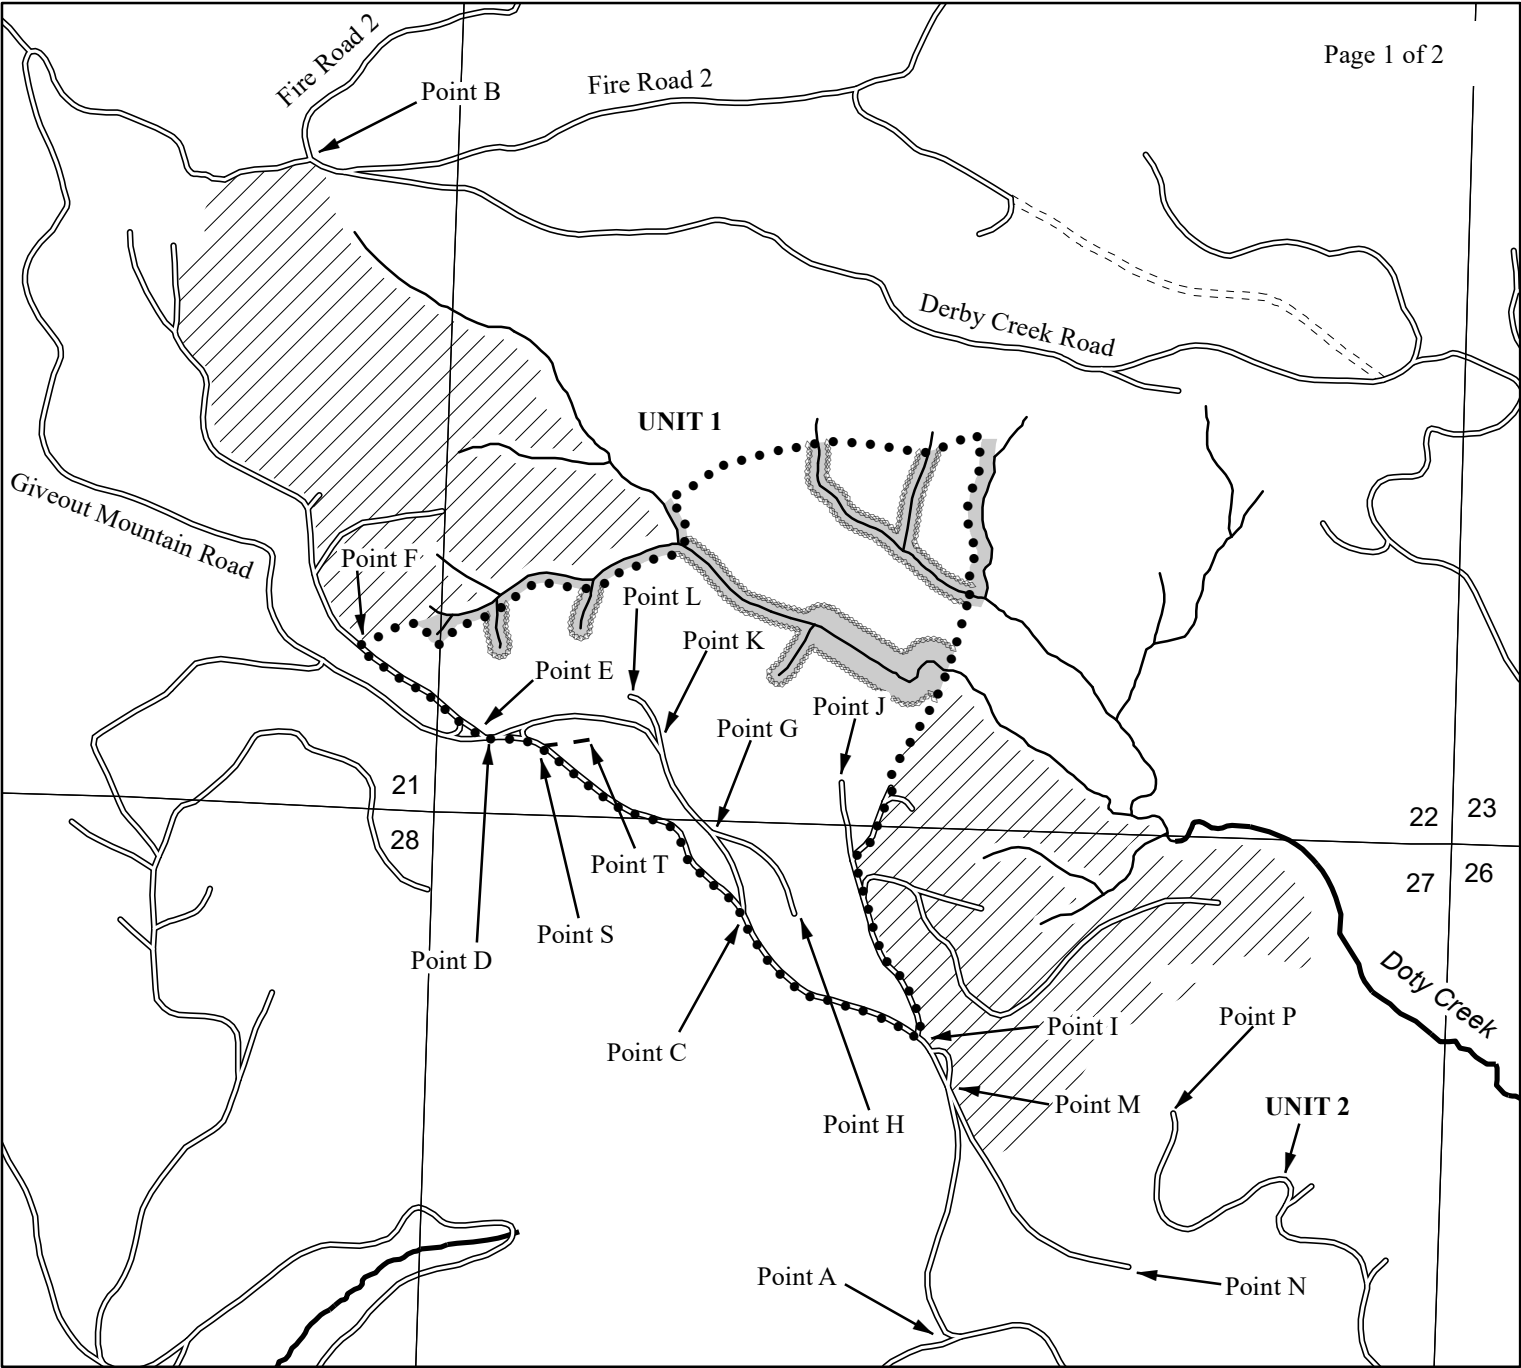 Page 1 of 2
Fire Road 2
Fire Road 2
Point B
Derby Creek Road
UNIT 1
Giveout Mountain Road
Point F
Point L
Point K
Point E
Point J
Point G
21
22
23
28
27
26
Point T
Point S
Point D
Doty Creek
Point I
Point P
Point C
Point M
UNIT 2
Point H
Point A
Point N